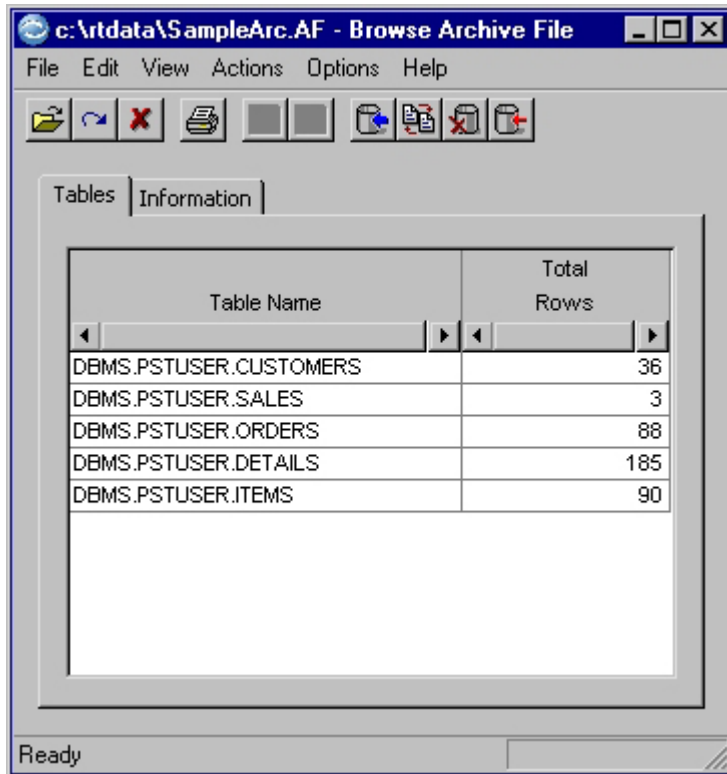 c:\rtdata\SampleArc.AF - Browse Archive File
File Edit View Actions Options Help
Tables Information
Table Name Total Rows
DBMS.PSTUSER.CUSTOMERS 36
DBMS.PSTUSER.SALES 3
DBMS.PSTUSER.ORDERS 88
DBMS.PSTUSER.DETAILS 185
DBMS.PSTUSER.ITEMS 90
Ready